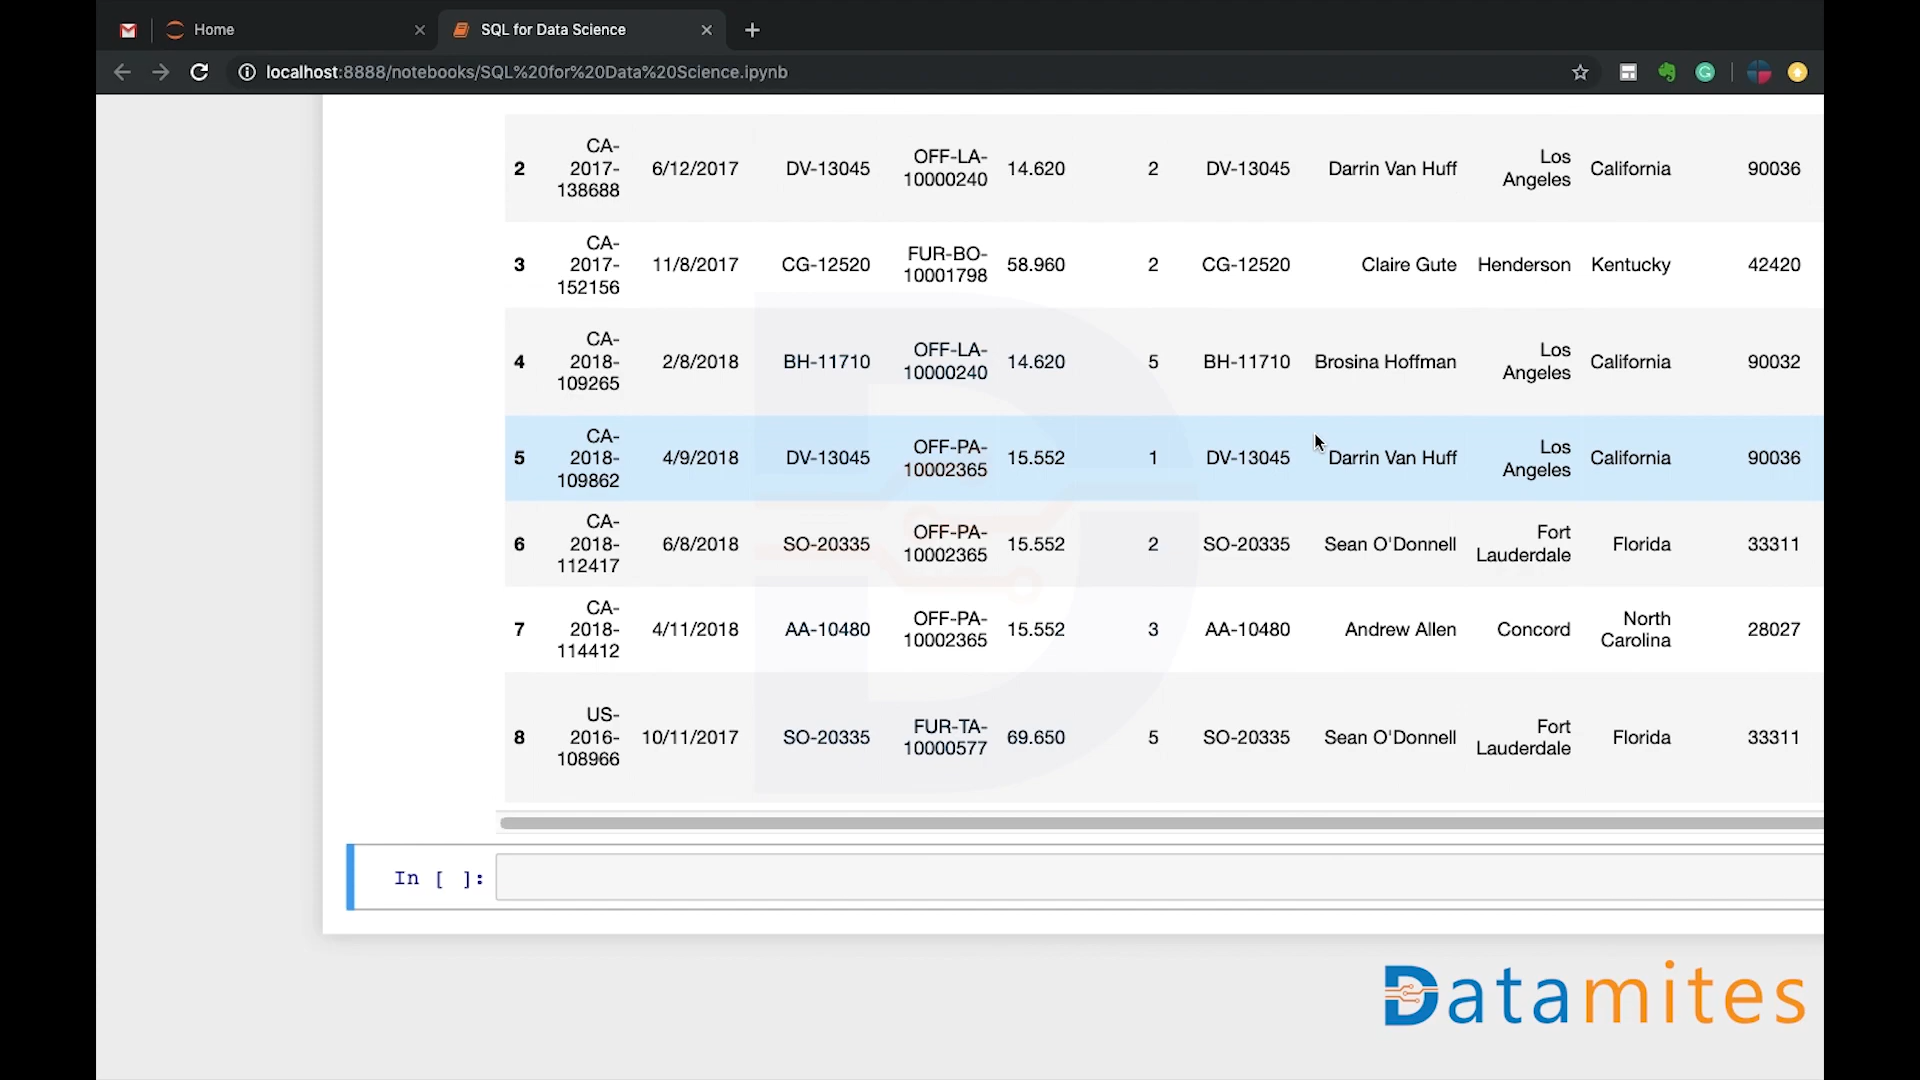 Home
SQL for Data Science
localhost:8888/notebooks/SQL%20for%20Data%20Science.ipynb
2 CA-2017-138688 6/12/2017 DV-13045 OFF-LA-10000240 14.620 2 DV-13045 Darrin Van Huff Los Angeles California 90036
3 CA-2017-152156 11/8/2017 CG-12520 FUR-BO-10001798 58.960 2 CG-12520 Claire Gute Henderson Kentucky 42420
4 CA-2018-109265 2/8/2018 BH-11710 OFF-LA-10000240 14.620 5 BH-11710 Brosina Hoffman Los Angeles California 90032
5 CA-2018-109862 4/9/2018 DV-13045 OFF-PA-10002365 15.552 1 DV-13045 Darrin Van Huff Los Angeles California 90036
6 CA-2018-112417 6/8/2018 SO-20335 OFF-PA-10002365 15.552 2 SO-20335 Sean O'Donnell Fort Lauderdale Florida 33311
7 CA-2018-114412 4/11/2018 AA-10480 OFF-PA-10002365 15.552 3 AA-10480 Andrew Allen Concord North Carolina 28027
8 US-2016-108966 10/11/2017 SO-20335 FUR-TA-10000577 69.650 5 SO-20335 Sean O'Donnell Fort Lauderdale Florida 33311
In [ ]:
Datamites